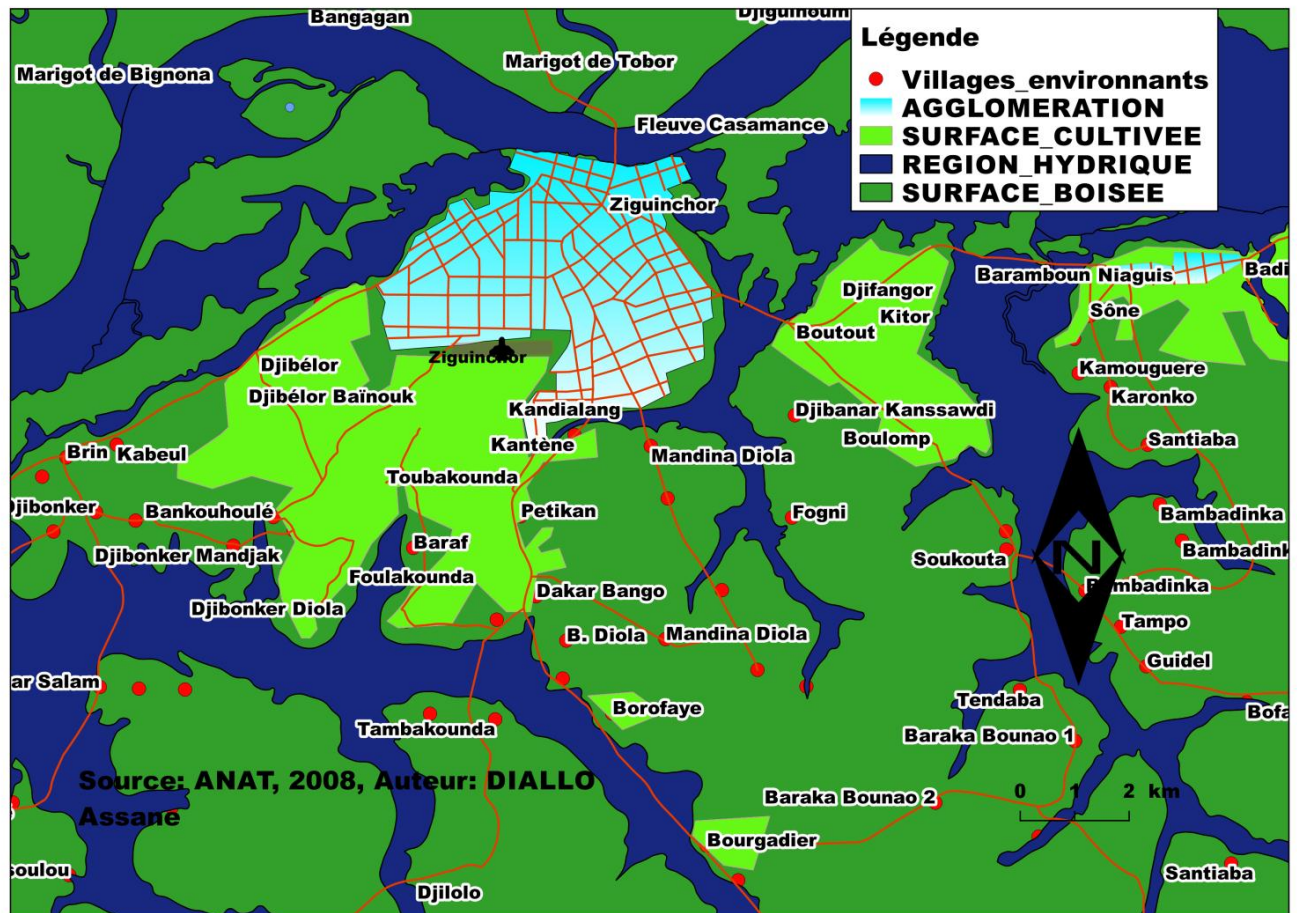 Bangagan
Djiguinoum
Marigot de Bignona
Marigot de Tobor
Fleuve Casamance
Légende
Villages_environnants
AGGLOMERATION
SURFACE_CULTIVEE
REGION_HYDRIQUE
SURFACE_BOISEE
Ziguinchor
Baramboun Niaguis
Badi
Djifangor
Kitor
Sône
Boutout
Ziguinchor
Djibélor
Kamouguere
Djibélor Baïnouk
Karonko
Kandialang
Djibanar Kanssawdi
Kantène
Boulomp
Santiaba
Brin
Kabeul
Mandina Diola
Toubakounda
Djibonker
Bankouhoulé
Petikan
Fogni
Bambadinka
Baraf
Djibonker Mandjak
Soukouta
N
Bambadink
Foulakounda
Dakar Bango
Bambadinka
Djibonker Diola
B. Diola
Mandina Diola
Tampo
Guidel
ar Salam
Tendaba
Borofaye
Bofa
Tambakounda
Baraka Bounao 1
Source: ANAT, 2008, Auteur: DIALLO
Assane
0 1 2 km
Baraka Bounao 2
Bourgadier
soulou
Santiaba
Djilolo